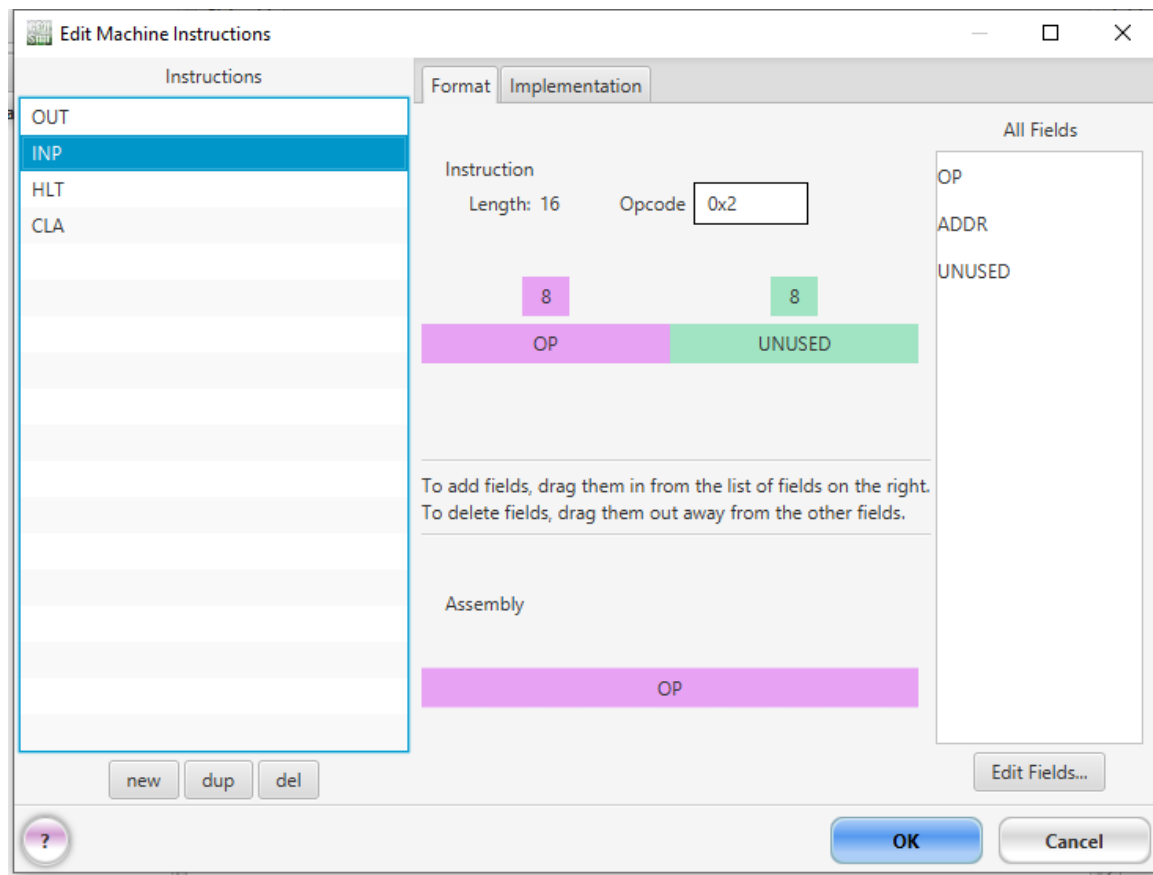 Edit Machine Instructions
Instructions
OUT
INP
HLT
CLA
new dup del
Format Implementation
Instruction
Length: 16 Opcode 0x2
8 8
OP UNUSED
To add fields, drag them in from the list of fields on the right.
To delete fields, drag them out away from the other fields.
Assembly
OP
All Fields
OP
ADDR
UNUSED
Edit Fields...
?
OK Cancel